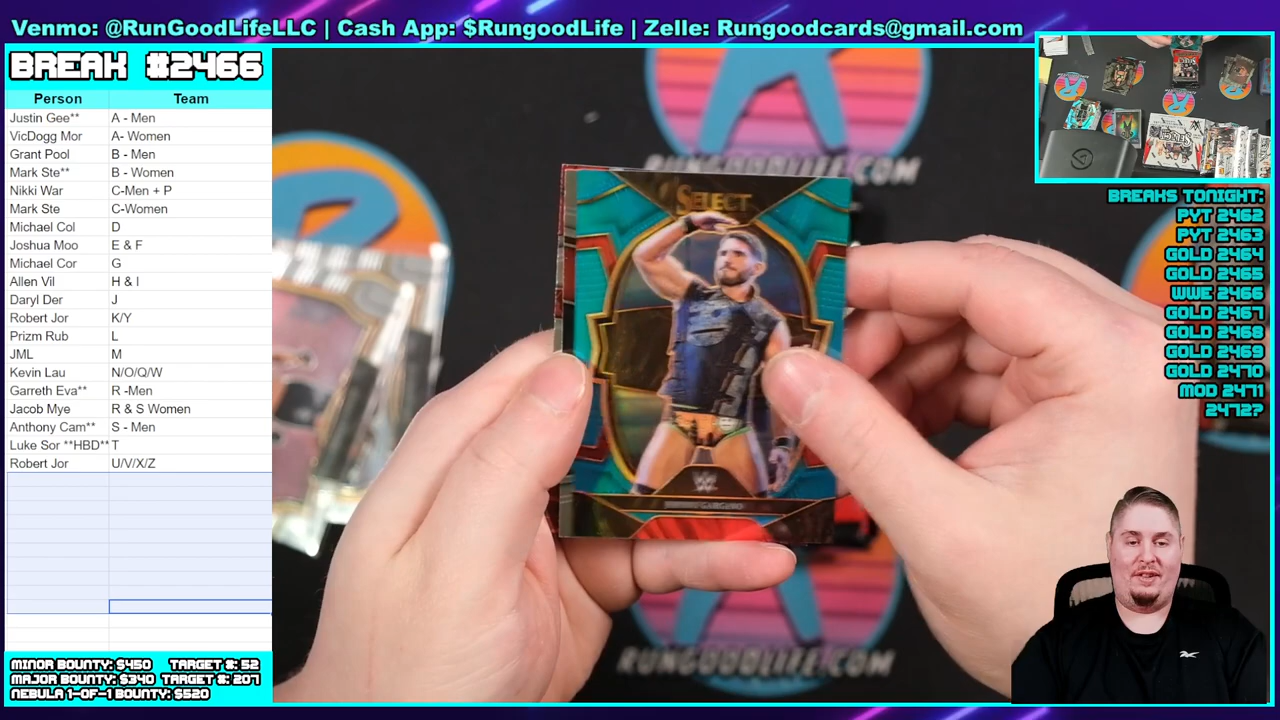 Venmo: @RunGoodLifeLLC | Cash App: $RungoodLife | Zelle: Rungoodcards@gmail.com
BREAK #2466
Person Team
Justin Gee** A - Men
VicDogg Mor A- Women
Grant Pool B - Men
Mark Ste** B - Women
Nikki War C-Men + P
Mark Ste C-Women
Michael Col D
Joshua Moo E & F
Michael Cor G
Allen Vil H & I
Daryl Der J
Robert Jor K/Y
Prizm Rub L
JML M
Kevin Lau N/O/Q/W
Garreth Eva** R -Men
Jacob Mye R & S Women
Anthony Cam** S - Men
Luke Sor **HBD** T
Robert Jor U/V/X/Z
MINOR BOUNTY: $450 TARGET #: 52
MAJOR BOUNTY: $340 TARGET #: 207
NEBULA 1-OF-1 BOUNTY: $520
RUNGOODLIFE.COM
SELECT
JOHNNY GARGANO
RUNGOODLIFE.COM
BREAKS TONIGHT:
PYT 2462
PYT 2463
GOLD 2464
GOLD 2465
WWE 2466
GOLD 2467
GOLD 2468
GOLD 2469
GOLD 2470
MOD 2471
2472?